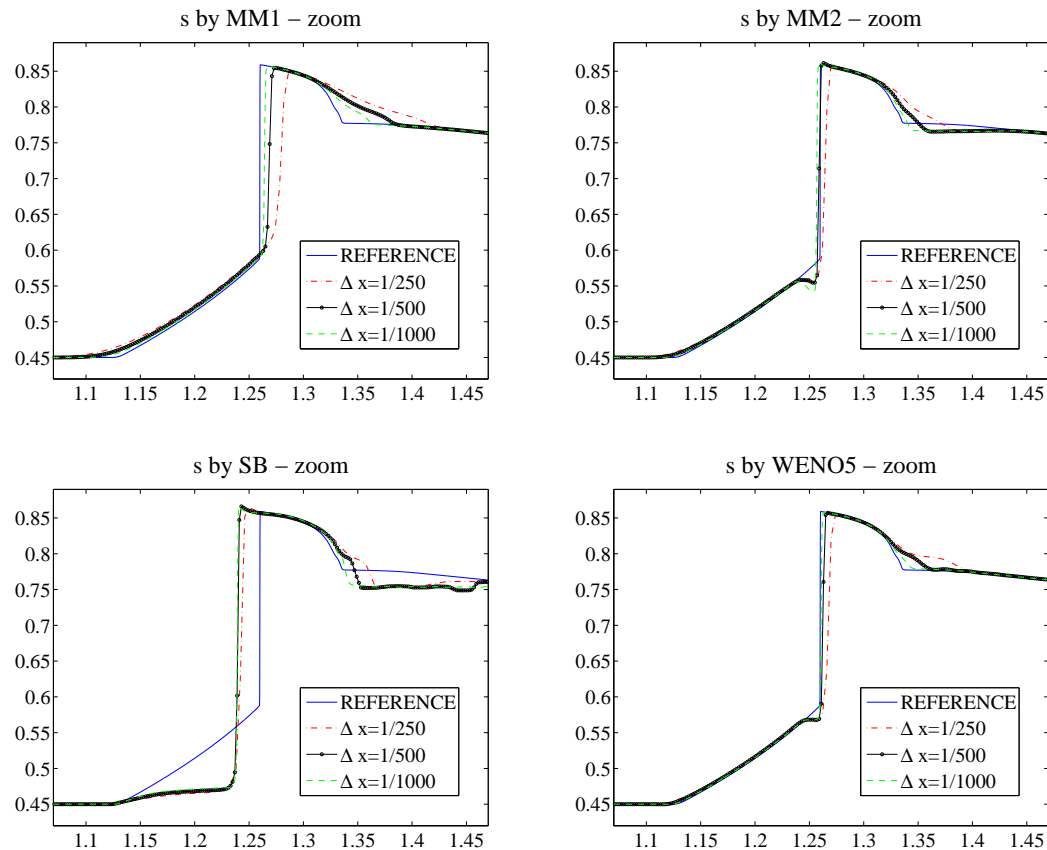 s by MM1 – zoom
0.85
0.8
0.75
0.7
0.65
0.6
0.55
0.5
0.45
REFERENCE
Δ x=1/250
Δ x=1/500
Δ x=1/1000
1.1 1.15 1.2 1.25 1.3 1.35 1.4 1.45
s by MM2 – zoom
0.85
0.8
0.75
0.7
0.65
0.6
0.55
0.5
0.45
REFERENCE
Δ x=1/250
Δ x=1/500
Δ x=1/1000
1.1 1.15 1.2 1.25 1.3 1.35 1.4 1.45
s by SB – zoom
0.85
0.8
0.75
0.7
0.65
0.6
0.55
0.5
0.45
REFERENCE
Δ x=1/250
Δ x=1/500
Δ x=1/1000
1.1 1.15 1.20 1.25 1.30 1.35 1.40 1.45
s by WENO5 – zoom
0.85
0.8
0.75
0.7
0.65
0.6
0.55
0.5
0.45
REFERENCE
Δ x=1/250
Δ x=1/500
Δ x=1/1000
1.1 1.15 1.20 1.25 1.30 1.35 1.40 1.45